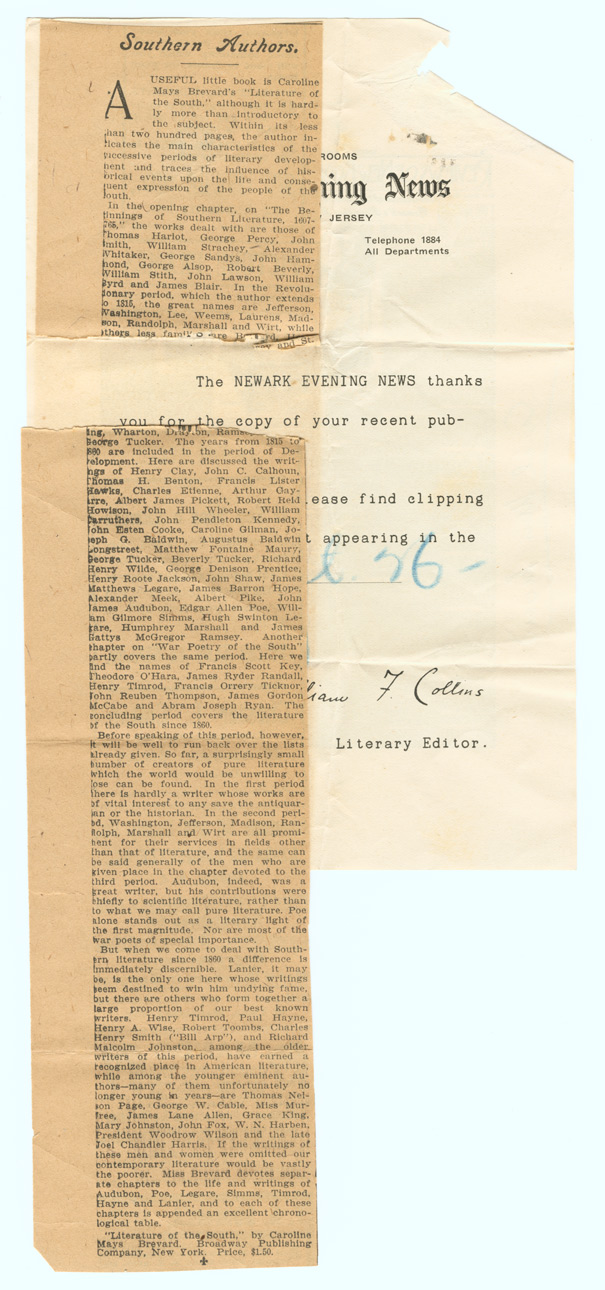 Southern Authors.
A USEFUL little book is Caroline
Mays Brevard's "Literature of
the South," although it is hard-
ly more than introductory to
the subject. Within its less
han two hundred pages, the author in-
icates the main characteristics of the
uccessive periods of literary develop-
nent and traces the influence of his-
orical events upon the life and conse-
quent expression of the people of the
outh.
In the opening chapter, on "The Be-
innings of Southern Literature, 1607-
765," the works dealt with are those of
Thomas Hariot, George Percy, John
mith, William Strachey, Alexander
Whitaker, George Sandys, John Ham-
nond, George Alsop, Robert Beverly,
William Stith, John Lawson, William
Byrd and James Blair. In the Revolu-
ionary period, which the author extends
o 1815, the great names are Jefferson,
Washington, Lee, Weems, Laurens, Mad-
son, Randolph, Marshall and Wirt, while
thers less are
and St.
ing, Wharton, Drayton,
George Tucker. The years from 1815 to
860 are included in the period of De-
elopment. Here are discussed the writ-
ngs of Henry Clay, John C. Calhoun,
Thomas H. Benton, Francis Lister
Hawks, Charles Etienne, Arthur Gay-
arre, Albert James Pickett, Robert Reid
Howison, John Hill Wheeler, William
Carruthers, John Pendleton Kennedy,
John Esten Cooke, Caroline Gilman, Jo-
seph G. Baldwin, Augustus Baldwin
Longstreet, Matthew Fontaine Maury,
George Tucker, Beverly Tucker, Richard
Henry Wilde, George Denison Prentice,
Henry Roote Jackson, John Shaw, James
Matthews Legare, James Barron Hope,
Alexander Meek, Albert Pike, John
James Audubon, Edgar Allen Poe, Will-
iam Gilmore Simms, Hugh Swinton Le-
gare, Humphrey Marshall and James
Gattys McGregor Ramsey. Another
chapter on "War Poetry of the South"
partly covers the same period. Here we
find the names of Francis Scott Key,
Theodore O'Hara, James Ryder Randall,
Henry Timrod, Francis Orrery Ticknor,
John Reuben Thompson, James Gordon
McCabe and Abram Joseph Ryan. The
concluding period covers the literature
of the South since 1860.
Before speaking of this period, however,
it will be well to run back over the lists
already given. So far, a surprisingly small
number of creators of pure literature
which the world would be unwilling to
lose can be found. In the first period
there is hardly a writer whose works are
of vital interest to any save the antiquar-
ian or the historian. In the second peri-
od, Washington, Jefferson, Madison, Ran-
dolph, Marshall and Wirt are all promi-
nent for their services in fields other
than that of literature, and the same can
be said generally of the men who are
given place in the chapter devoted to the
third period. Audubon, indeed, was a
great writer, but his contributions were
chiefly to scientific literature, rather than
to what we may call pure literature. Poe
alone stands out as a literary light of
the first magnitude. Nor are most of the
war poets of special importance.
But when we come to deal with South-
ern literature since 1860 a difference is
immediately discernible. Lanier, it may
be, is the only one here whose writings
seem destined to win him undying fame,
but there are others who form together a
large proportion of our best known
writers. Henry Timrod, Paul Hayne,
Henry A. Wise, Robert Toombs, Charles
Henry Smith ("Bill Arp"), and Richard
Malcolm Johnston, among the older
writers of this period, have earned a
recognized place in American literature,
while among the younger eminent au-
thors—many of them unfortunately no
longer young in years—are Thomas Nel-
son Page, George W. Cable, Miss Mur-
free, James Lane Allen, Grace King,
Mary Johnston, John Fox, W. N. Harben,
President Woodrow Wilson and the late
Joel Chandler Harris. If the writings of
these men and women were omitted our
contemporary literature would be vastly
the poorer. Miss Brevard devotes separ-
ate chapters to the life and writings of
Audubon, Poe, Legare, Simms, Timrod,
Hayne and Lanier, and to each of these
chapters is appended an excellent chrono-
logical table.
"Literature of the South," by Caroline
Mays Brevard. Broadway Publishing
Company, New York. Price, $1.50.
ROOMS
ning News
JERSEY
Telephone 1884
All Departments
The NEWARK EVENING NEWS thanks
you for the copy of your recent pub-
ease find clipping
t appearing in the
26-
liam F. Collins
Literary Editor.